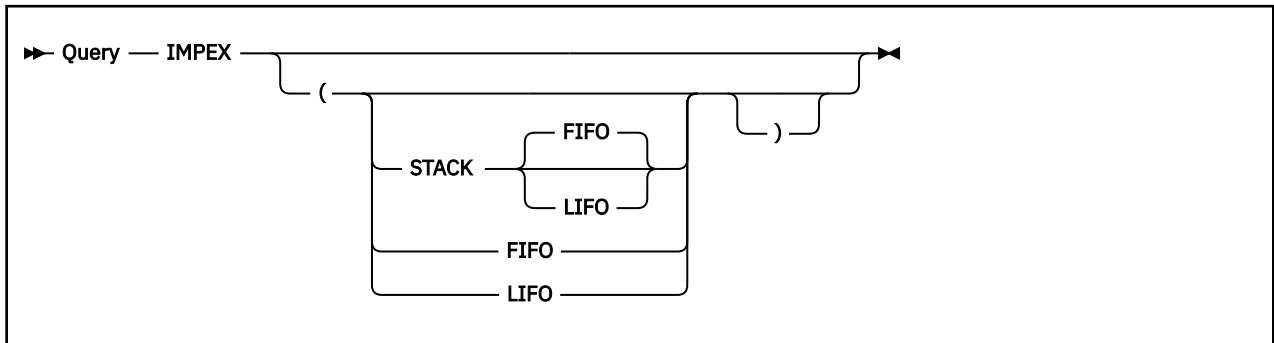 Query IMPEX
(
)
FIFO
STACK
LIFO
FIFO
LIFO